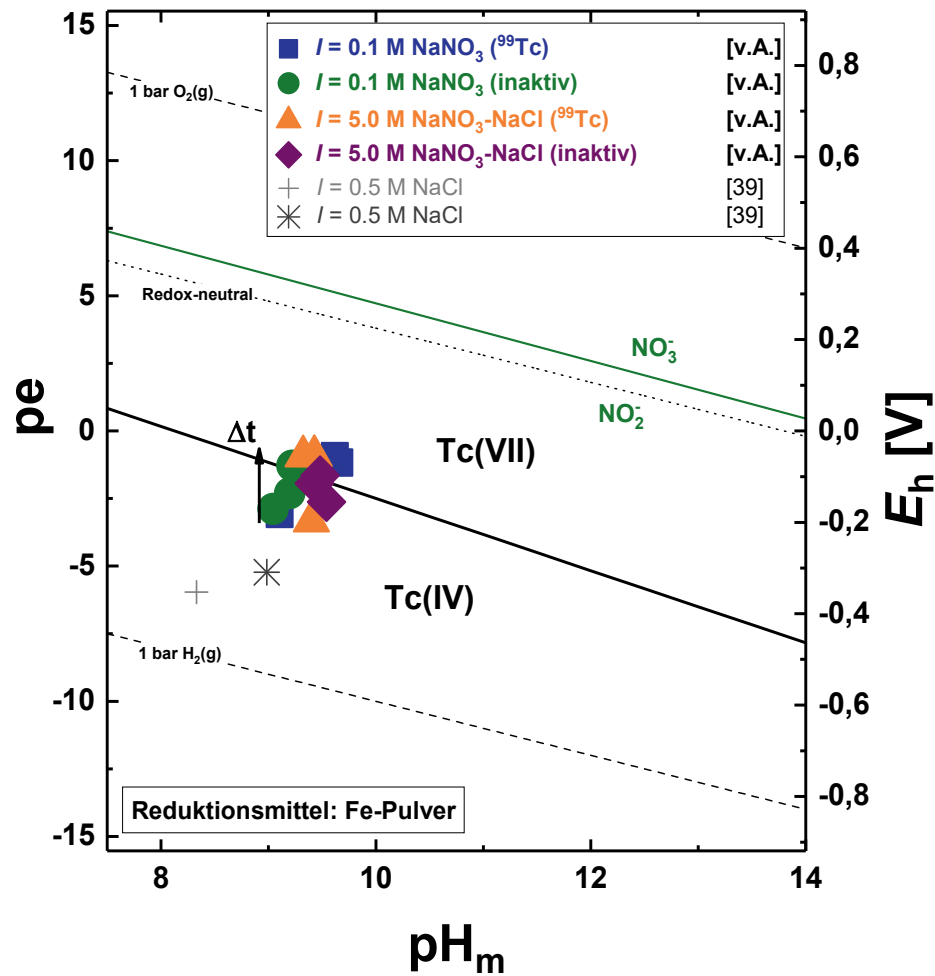 15
10
5
0
-5
-10
-15
pe
I = 0.1 M NaNO₃ (⁹⁹Tc) [v.A.]
I = 0.1 M NaNO₃ (inaktiv) [v.A.]
I = 5.0 M NaNO₃-NaCl (⁹⁹Tc) [v.A.]
I = 5.0 M NaNO₃-NaCl (inaktiv) [v.A.]
I = 0.5 M NaCl [39]
I = 0.5 M NaCl [39]
1 bar O₂(g)
Redox-neutral
NO₃⁻
NO₂⁻
Δt
Tc(VII)
Tc(IV)
1 bar H₂(g)
Reduktionsmittel: Fe-Pulver
0,8
0,6
0,4
0,2
0,0
-0,2
-0,4
-0,6
-0,8
Eₕ [V]
8 10 12 14
pHₘ